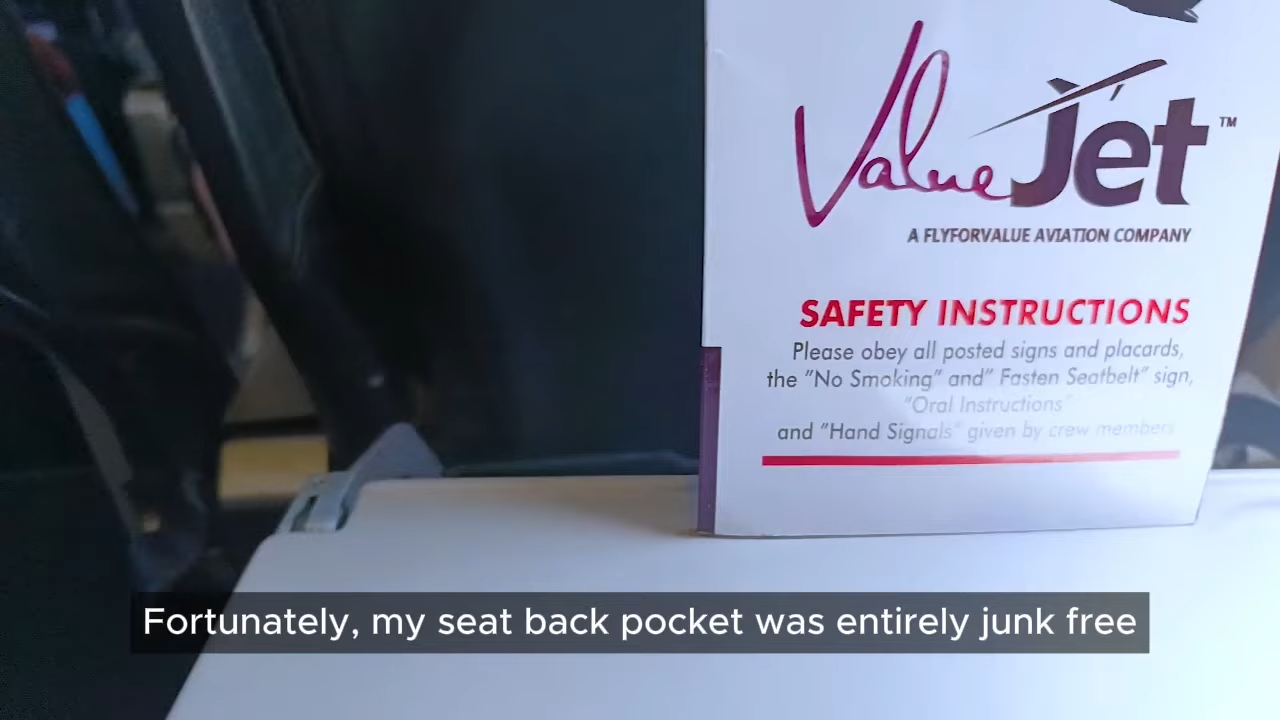 ValueJet™
A FLYFORVALUE AVIATION COMPANY
SAFETY INSTRUCTIONS
Please obey all posted signs and placards,
the "No Smoking" and" Fasten Seatbelt" sign,
"Oral Instructions"
and "Hand Signals" given by crew members
Fortunately, my seat back pocket was entirely junk free